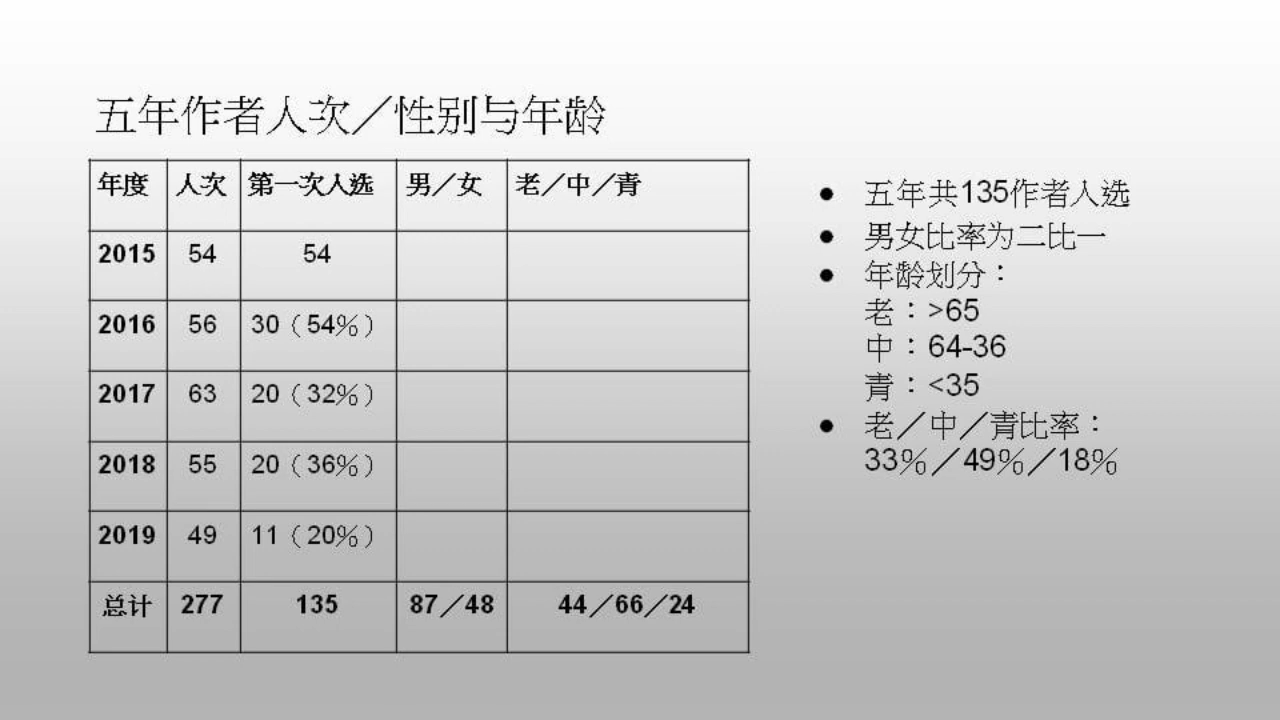 五年作者人次／性别与年龄
年度 人次 第一次人选 男／女 老／中／青
2015 54 54
2016 56 30（54%）
2017 63 20（32%）
2018 55 20（36%）
2019 49 11（20%）
总计 277 135 87／48 44／66／24
● 五年共135作者人选
● 男女比率为二比一
● 年龄划分：
老：>65
中：64-36
青：<35
● 老／中／青比率：
33%／49%／18%